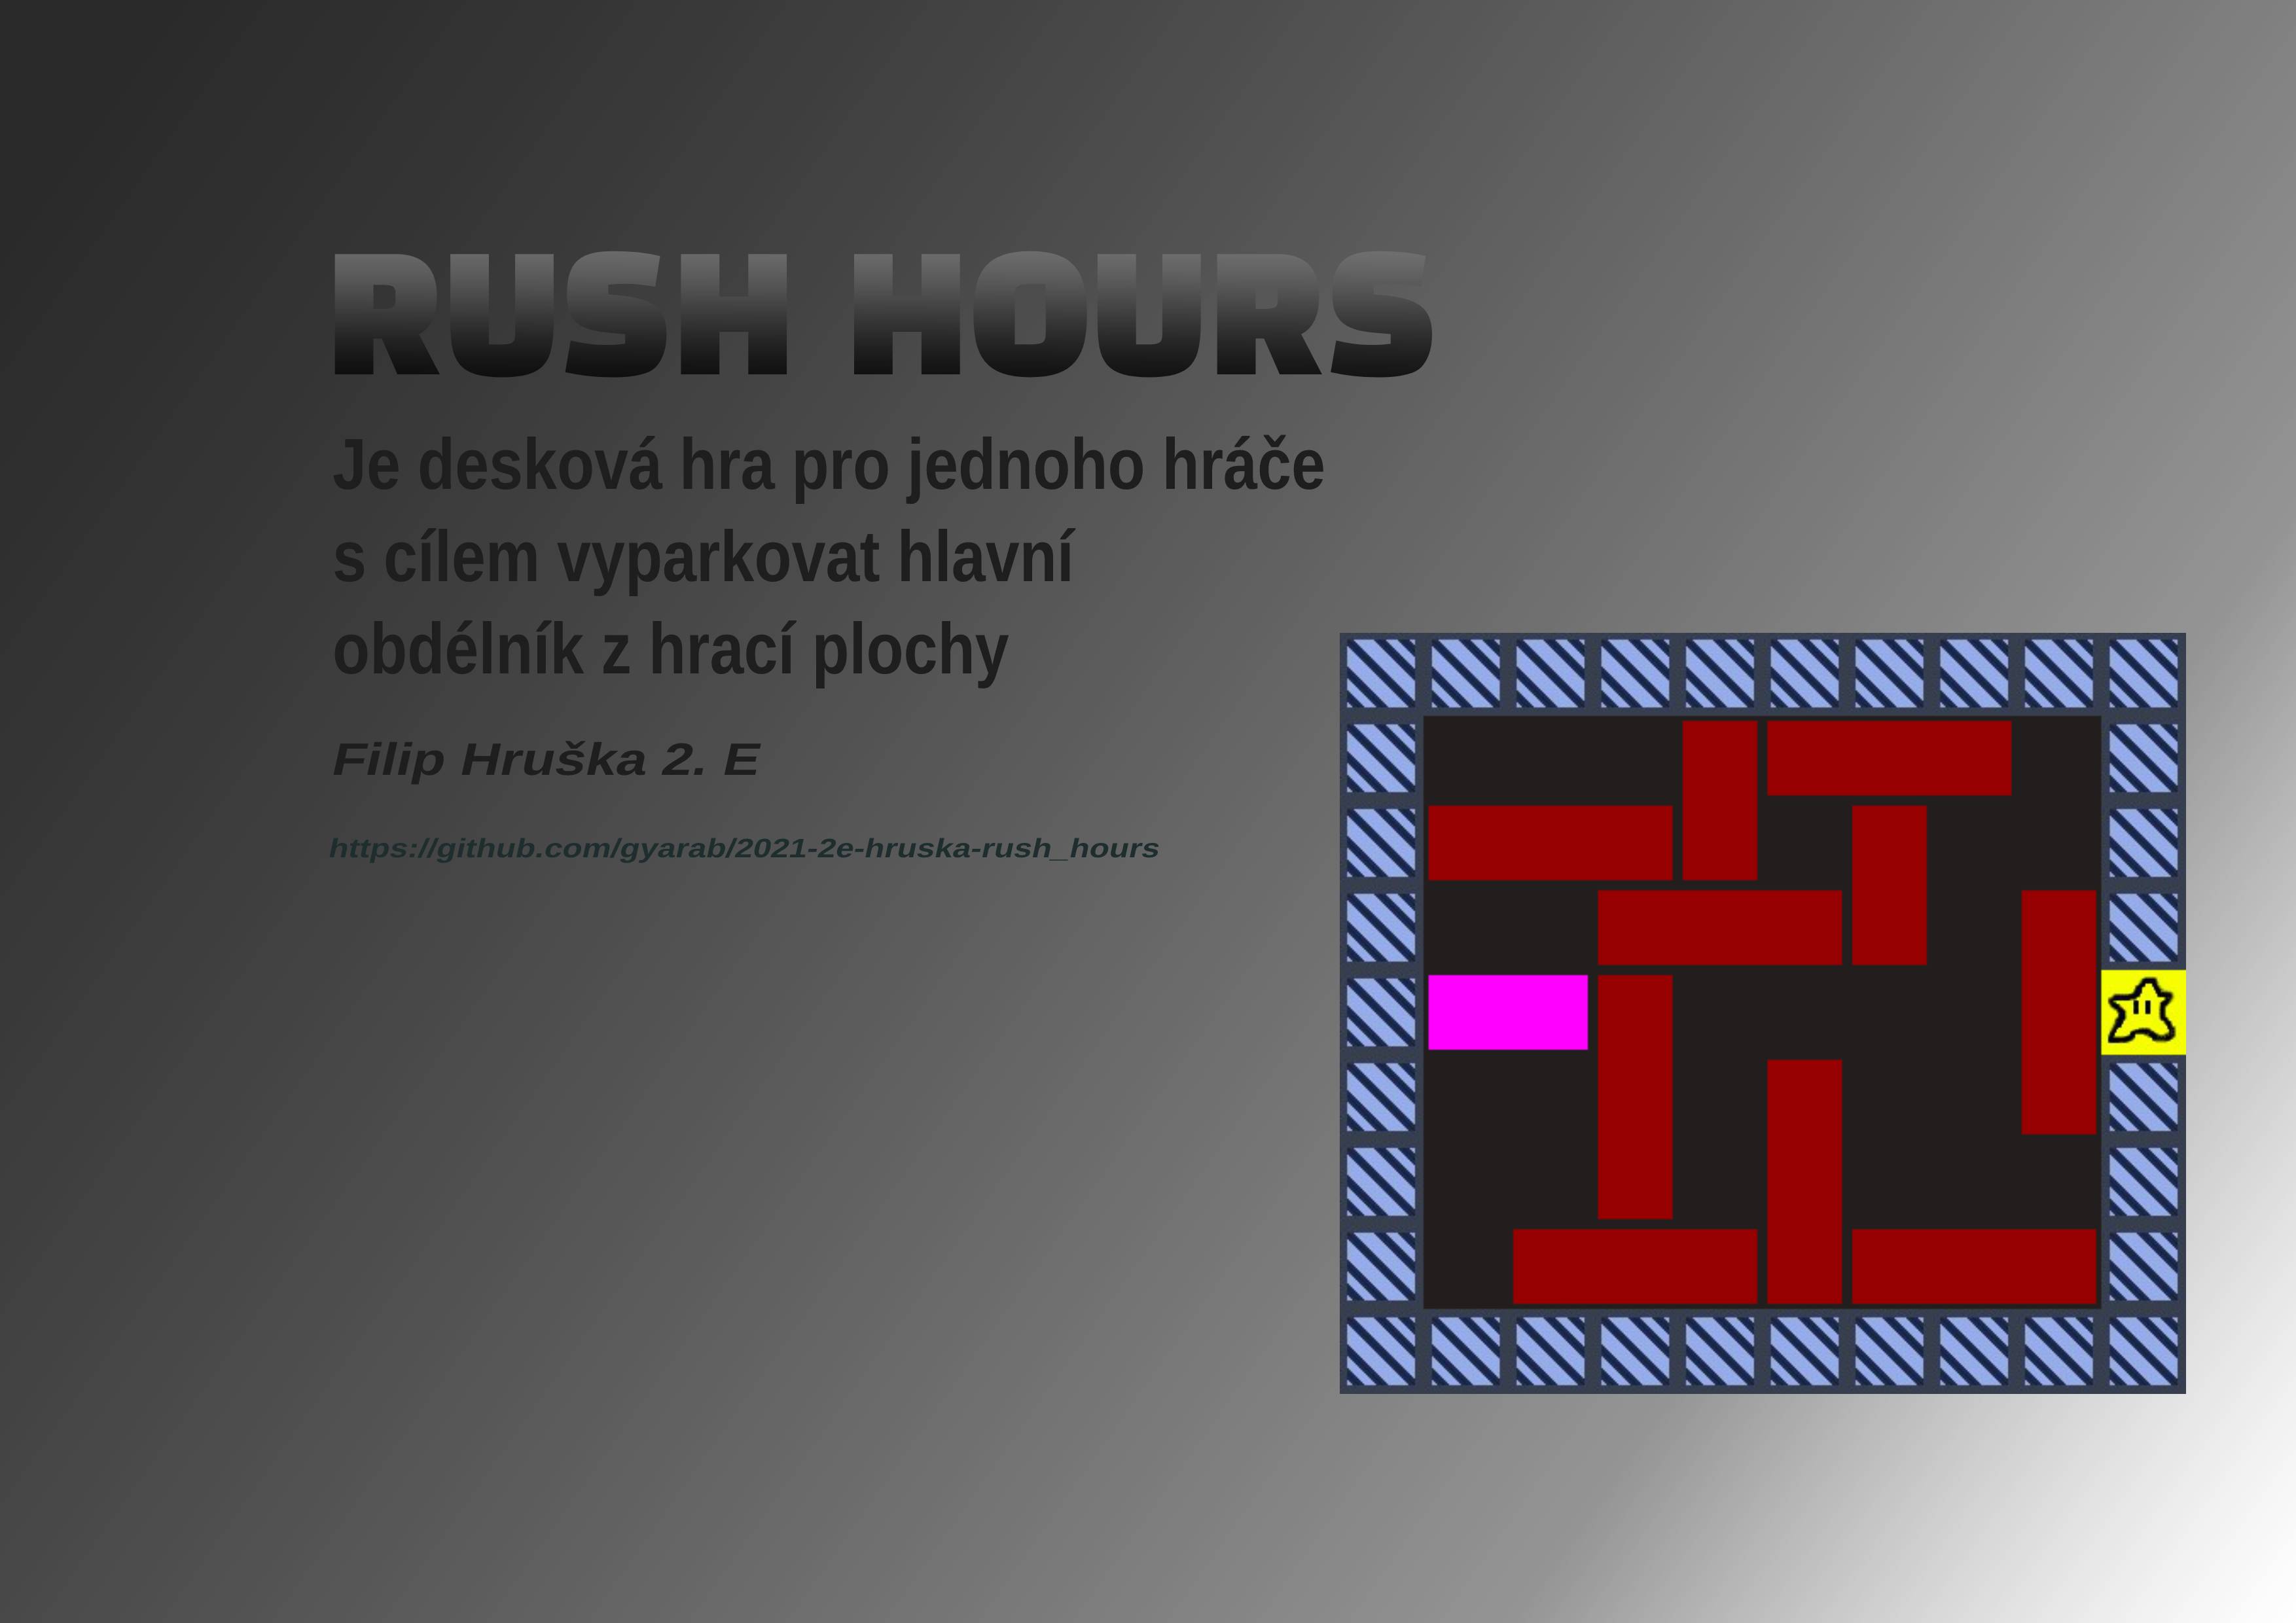 RUSH HOURS
Je desková hra pro jednoho hráče
s cílem vyparkovat hlavní
obdélník z hrací plochy
Filip Hruška 2. E
https://github.com/gyarab/2021-2e-hruska-rush_hours